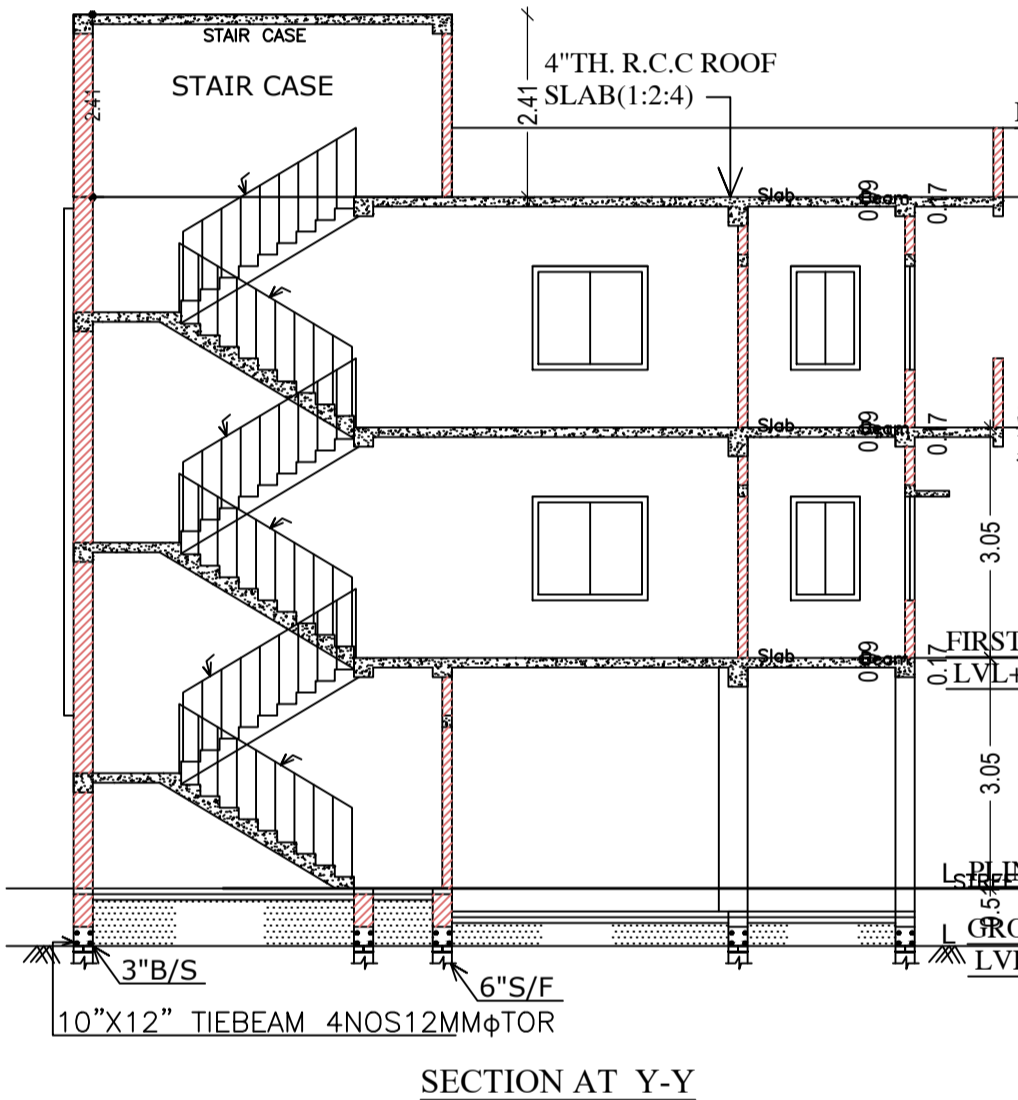 STAIR CASE
STAIR CASE
2.41
2.41
4"TH. R.C.C ROOF
SLAB(1:2:4)
Slab
Beam
0.17
Slab
Beam
0.17
3.05
Slab
Beam
0.17
FIRST
LVL+
3.05
L
GRO
L
LVL
3"B/S
6"S/F
10”X12” TIEBEAM 4NOS12MMϕTOR
SECTION AT Y-Y